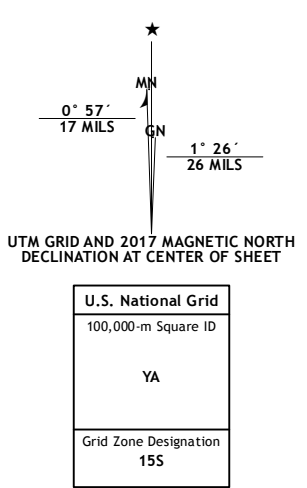 MN
0° 57´
17 MILS
GN
1° 26´
26 MILS
UTM GRID AND 2017 MAGNETIC NORTH
DECLINATION AT CENTER OF SHEET
U.S. National Grid
100,000-m Square ID
YA
Grid Zone Designation
15S